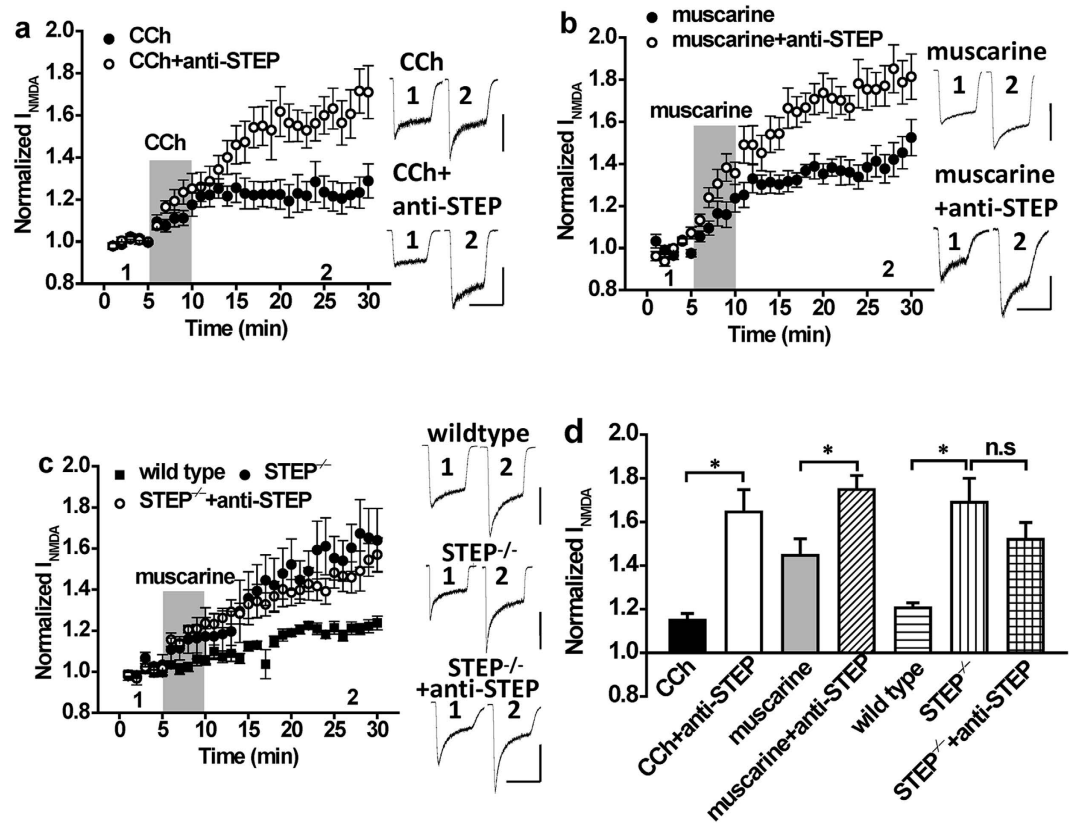 a
CCh
CCh+anti-STEP
Normalized I_NMDA
2.0
1.8
1.6
1.4
1.2
1.0
0.8
CCh
1
2
0 5 10 15 20 25 30
Time (min)
CCh
1 2
CCh+
anti-STEP
1 2
b
muscarine
muscarine+anti-STEP
Normalized I_NMDA
2.0
1.8
1.6
1.4
1.2
1.0
0.8
muscarine
1
2
0 5 10 15 20 25 30
Time (min)
muscarine
1 2
muscarine
+anti-STEP
1 2
c
wild type STEP-/-
STEP-/-+anti-STEP
Normalized I_NMDA
2.0
1.8
1.6
1.4
1.2
1.0
0.8
muscarine
1
2
0 5 10 15 20 25 30
Time (min)
wildtype
1 2
STEP-/-
1 2
STEP-/-
+anti-STEP
1 2
d
Normalized I_NMDA
2.0
1.8
1.6
1.4
1.2
1.0
* * * n.s
CCh
CCh+anti-STEP
muscarine
muscarine+anti-STEP
wild type
STEP-/-
STEP-/-+anti-STEP